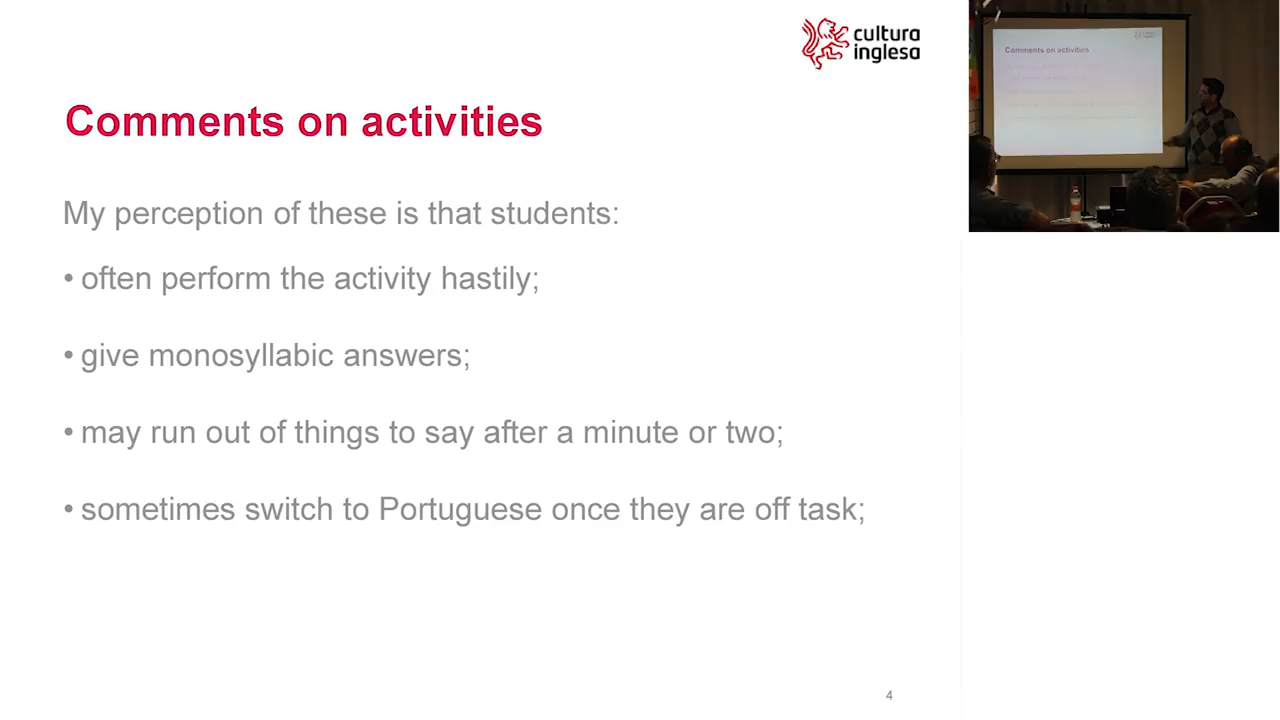 cultura
inglesa
Comments on activities
My perception of these is that students:
• often perform the activity hastily;
• give monosyllabic answers;
• may run out of things to say after a minute or two;
• sometimes switch to Portuguese once they are off task;
4
Comments on activities